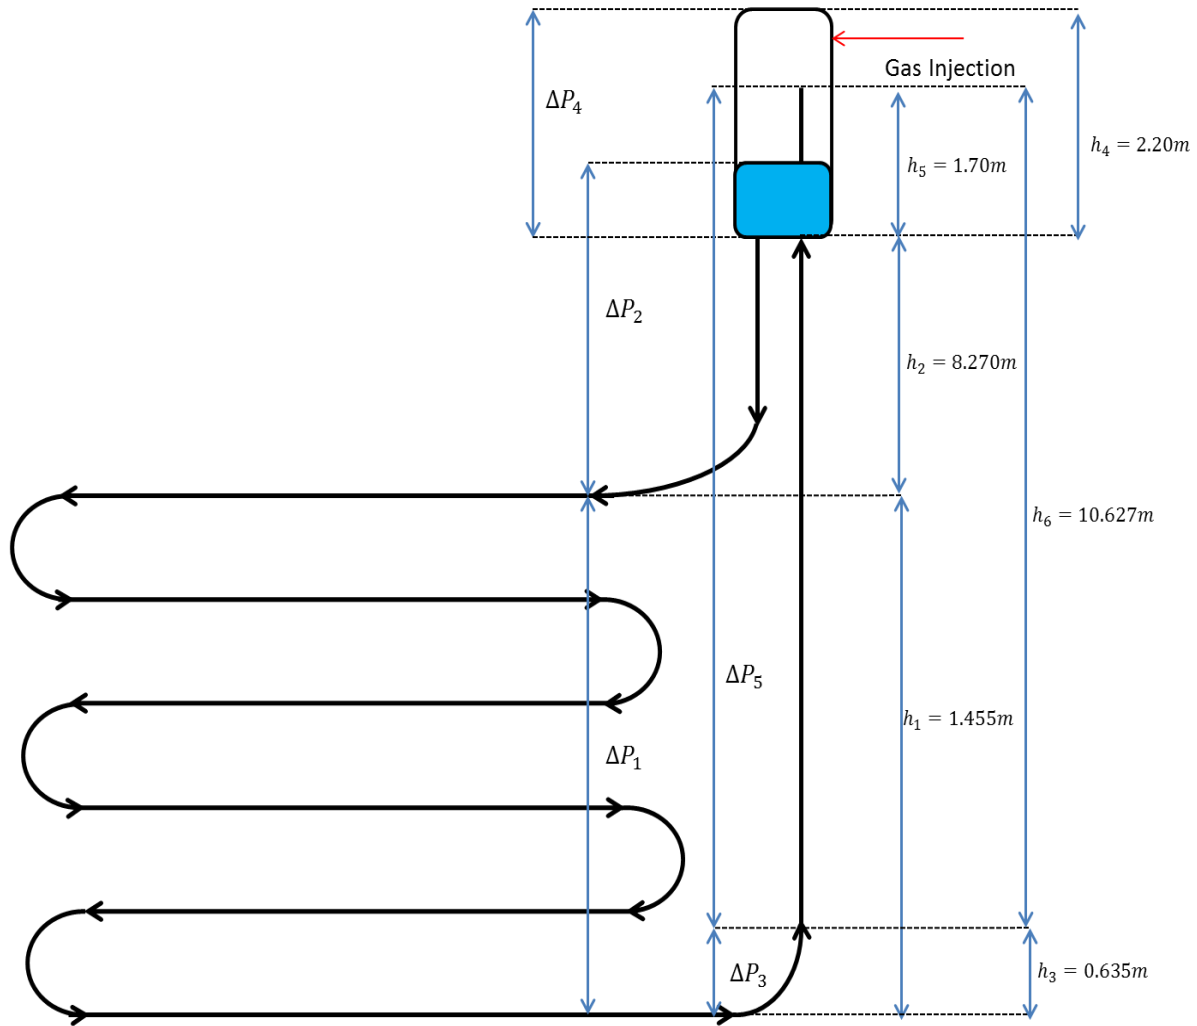 Gas Injection
ΔP₄
h₄ = 2.20m
h₅ = 1.70m
ΔP₂
h₂ = 8.270m
h₆ = 10.627m
ΔP₅
h₁ = 1.455m
ΔP₁
ΔP₃
h₃ = 0.635m